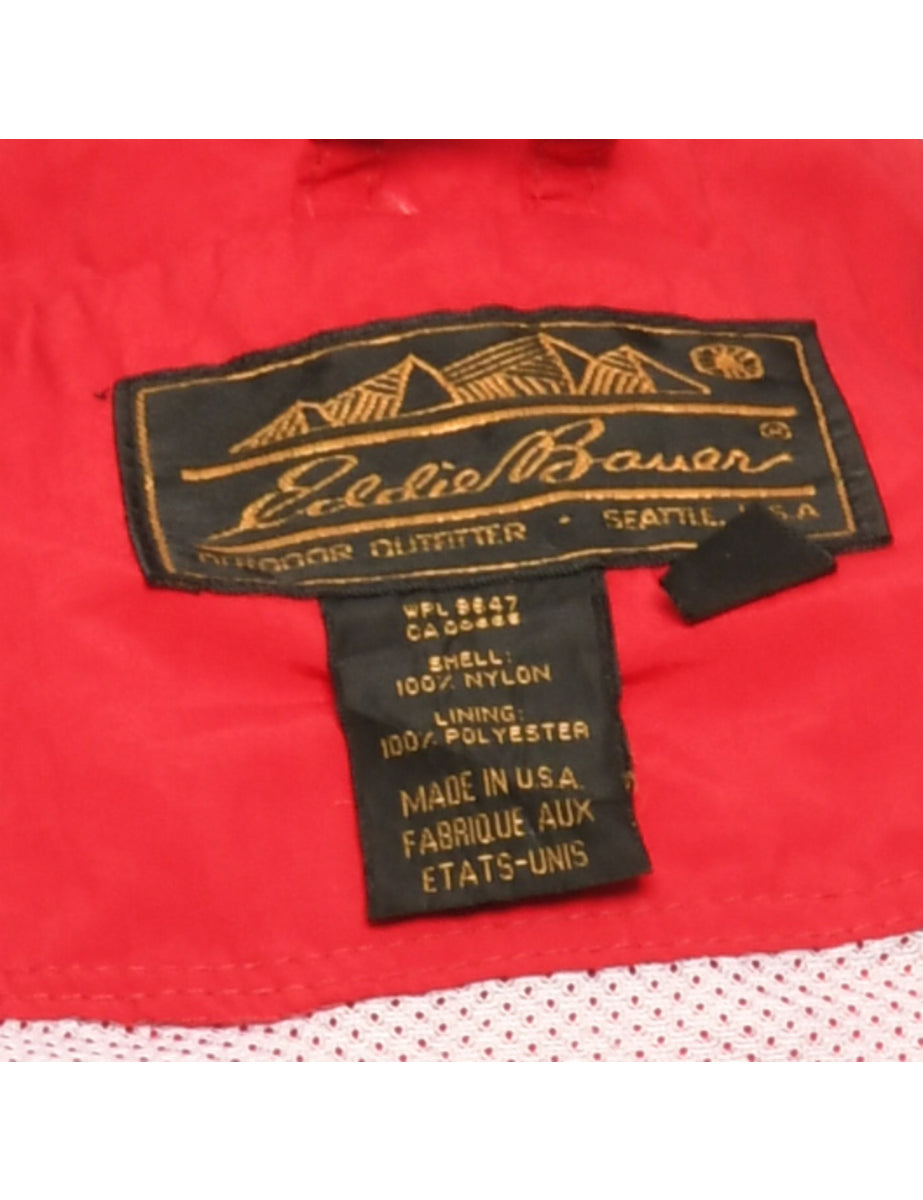 Eddie Bauer ®
OUTDOOR OUTFITTER · SEATTLE, U.S.A
WPL 9647
SHELL:
100% NYLON
LINING:
100% POLYESTER
MADE IN U.S.A.
FABRIQUE AUX
ETATS-UNIS